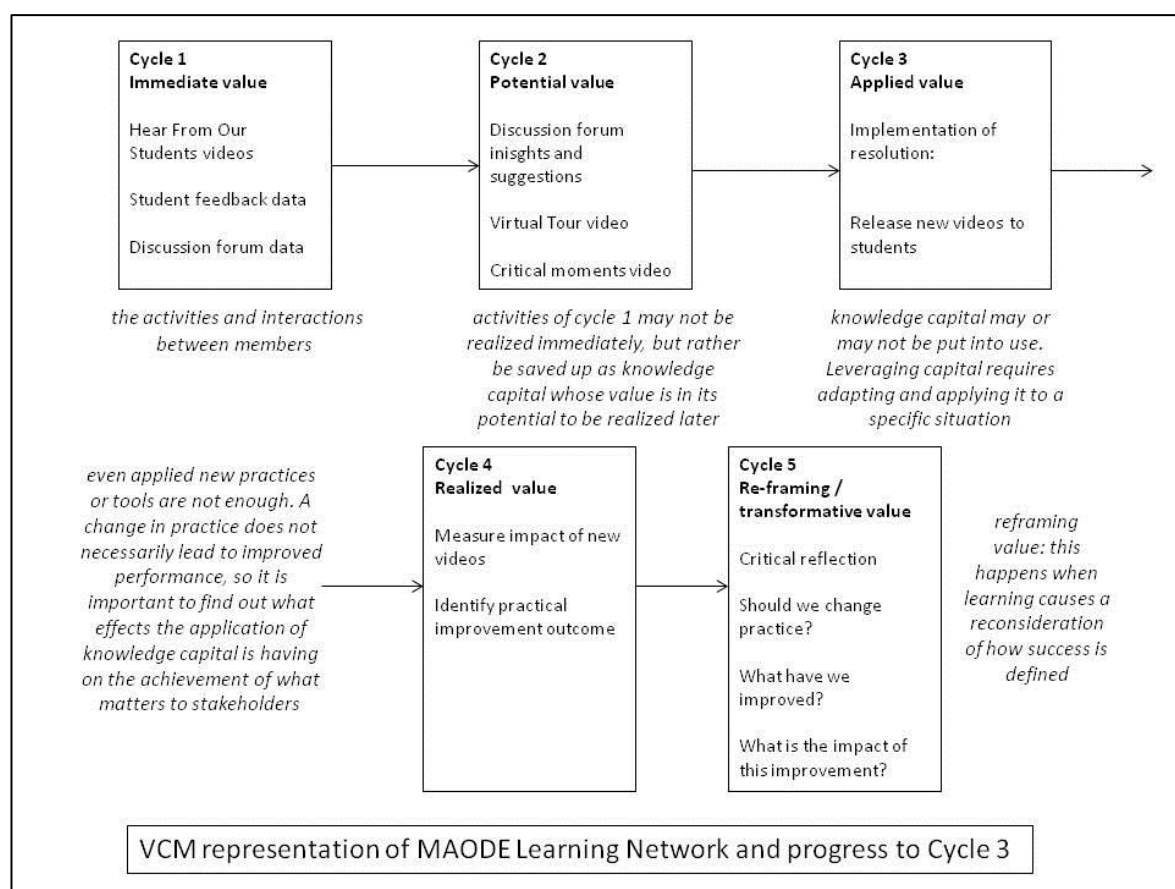 Cycle 1
Immediate value
Hear From Our
Students videos
Student feedback data
Discussion forum data
the activities and interactions
between members
Cycle 2
Potential value
Discussion forum
inisghts and
suggestions
Virtual Tour video
Critical moments video
activities of cycle 1 may not be
realized immediately, but rather
be saved up as knowledge
capital whose value is in its
potential to be realized later
Cycle 3
Applied value
Implementation of
resolution:
Release new videos to
students
knowledge capital may or
may not be put into use.
Leveraging capital requires
adapting and applying it to a
specific situation
even applied new practices
or tools are not enough. A
change in practice does not
necessarily lead to improved
performance, so it is
important to find out what
effects the application of
knowledge capital is having
on the achievement of what
matters to stakeholders
Cycle 4
Realized value
Measure impact of new
videos
Identify practical
improvement outcome
Cycle 5
Re-framing /
transformative value
Critical reflection
Should we change
practice?
What have we
improved?
What is the impact of
this improvement?
reframing
value: this
happens when
learning causes a
reconsideration
of how success is
defined
VCM representation of MAODE Learning Network and progress to Cycle 3